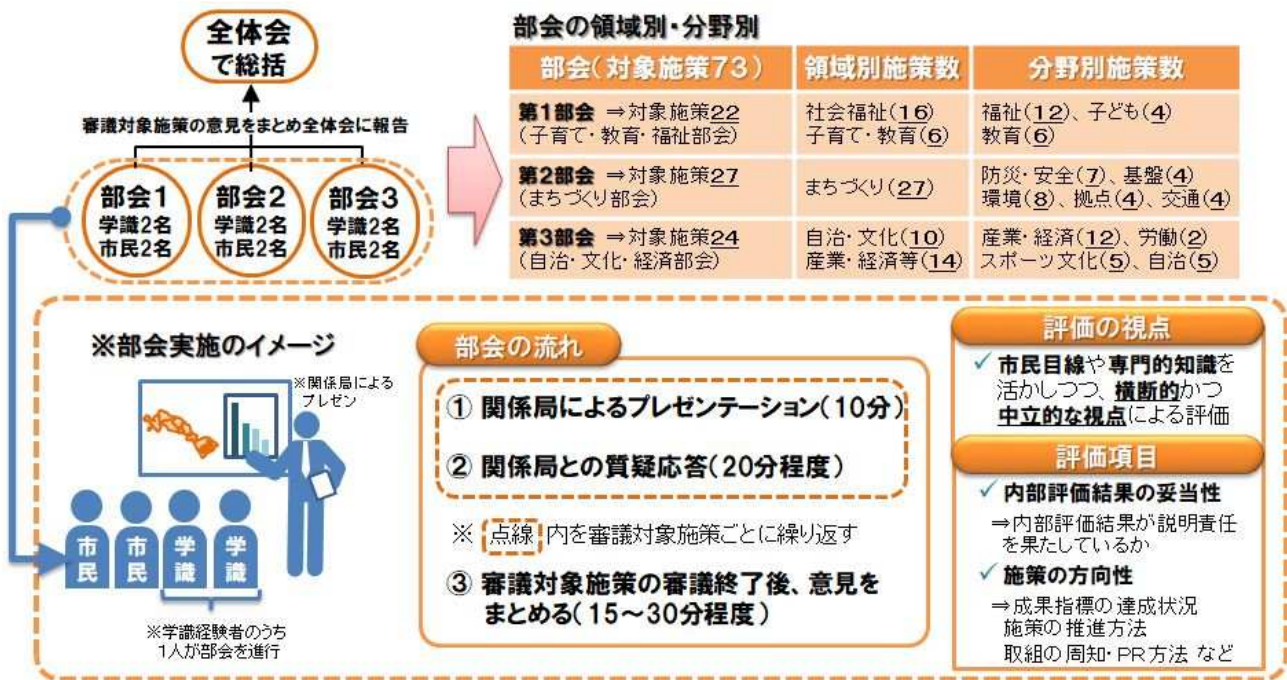 全体会
で総括
審議対象施策の意見をまとめ全体会に報告
部会1
学識2名
市民2名
部会2
学識2名
市民2名
部会3
学識2名
市民2名
部会の領域別・分野別
部会(対象施策73)
領域別施策数
分野別施策数
第1部会 ⇒対象施策22
(子育て・教育・福祉部会)
社会福祉(16)
子育て・教育(6)
福祉(12)、子ども(4)
教育(6)
第2部会 ⇒対象施策27
(まちづくり部会)
まちづくり(27)
防災・安全(7)、基盤(4)
環境(8)、拠点(4)、交通(4)
第3部会 ⇒対象施策24
(自治・文化・経済部会)
自治・文化(10)
産業・経済等(14)
産業・経済(12)、労働(2)
スポーツ文化(5)、自治(5)
※部会実施のイメージ
※関係局による
プレゼン
市民
市民
学識
学識
※学識経験者のうち
1人が部会を進行
部会の流れ
① 関係局によるプレゼンテーション(10分)
② 関係局との質疑応答(20分程度)
※ 点線 内を審議対象施策ごとに繰り返す
③ 審議対象施策の審議終了後、意見を
まとめる(15～30分程度)
評価の視点
✓ 市民目線や専門的知識を
活かしつつ、横断的かつ
中立的な視点による評価
評価項目
✓ 内部評価結果の妥当性
⇒内部評価結果が説明責任
を果たしているか
✓ 施策の方向性
⇒成果指標の達成状況
施策の推進方法
取組の周知・PR方法 など